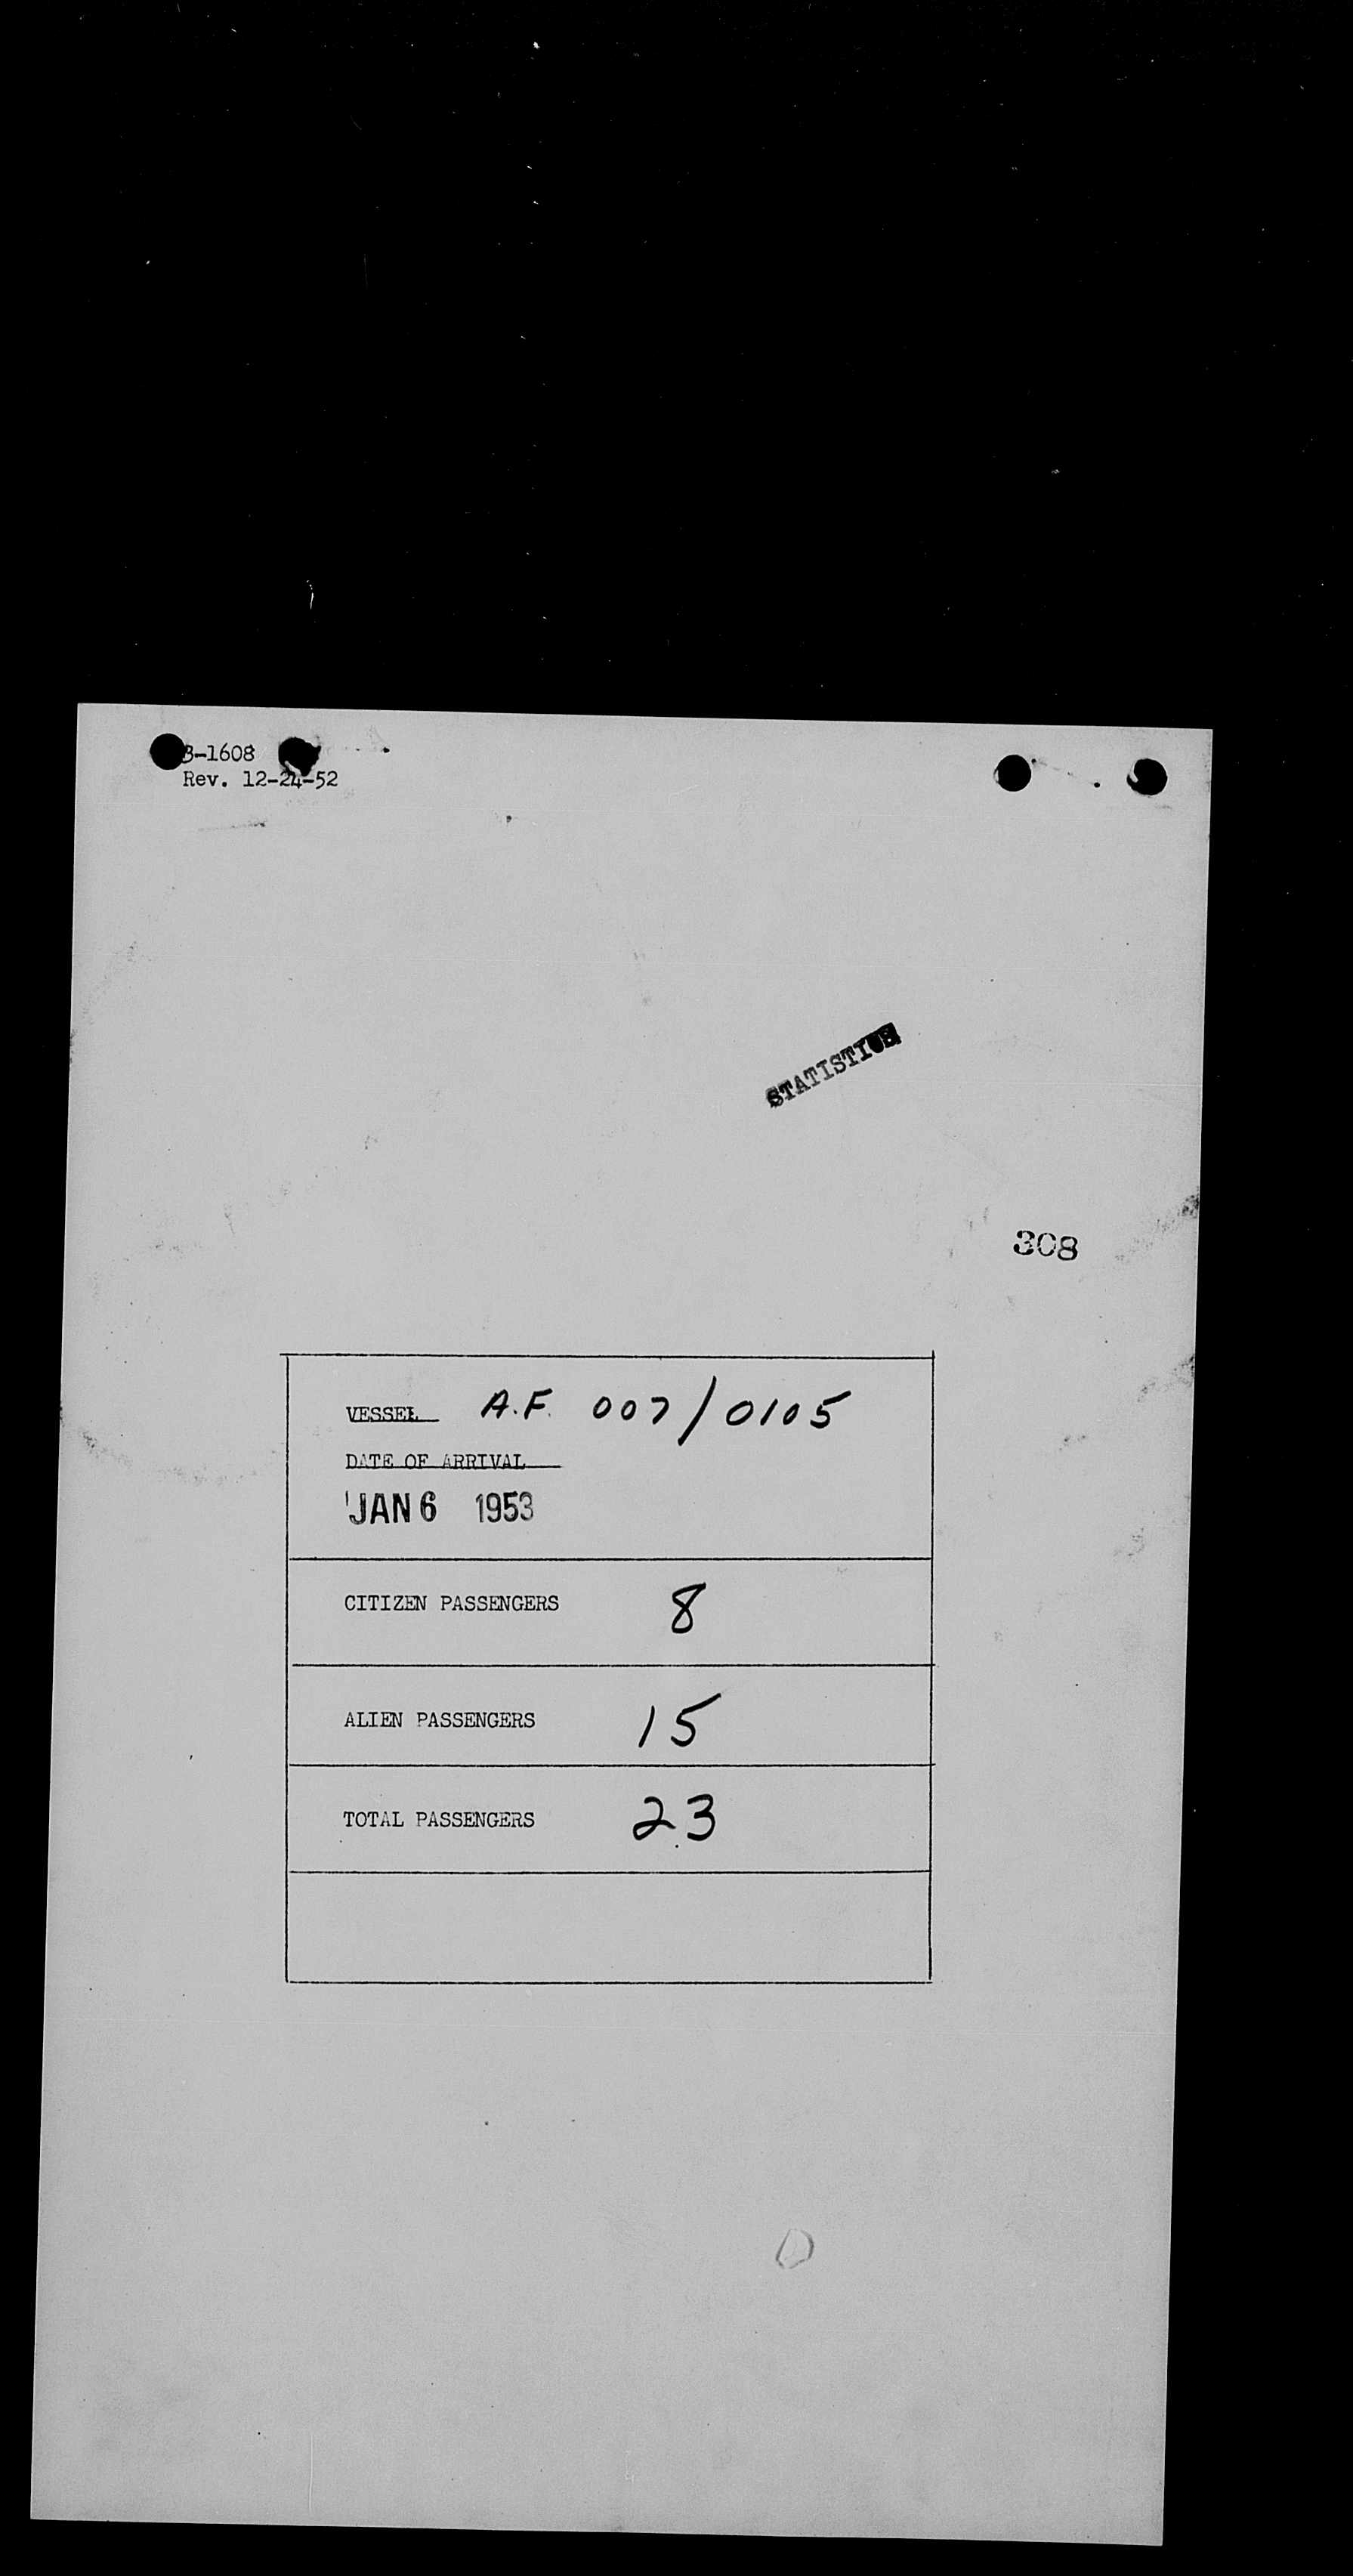 3-1608
Rev. 12-24-52
STATISTICS
308
VESSEL A.F. 007/0105
DATE OF ARRIVAL
JAN 6 1953
CITIZEN PASSENGERS 8
ALIEN PASSENGERS 15
TOTAL PASSENGERS 23